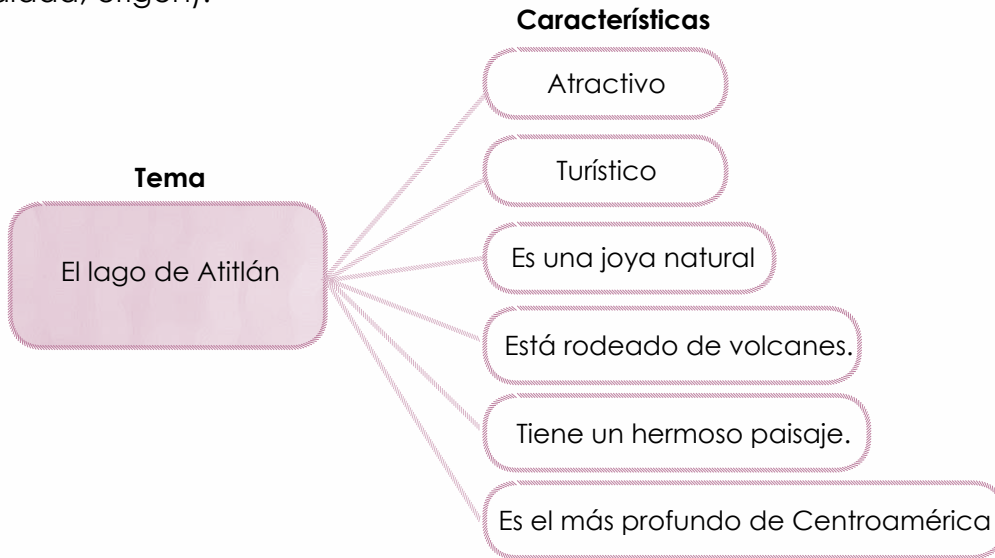 Características
Atractivo
Turístico
Tema
El lago de Atitlán
Es una joya natural
Está rodeado de volcanes.
Tiene un hermoso paisaje.
Es el más profundo de Centroamérica